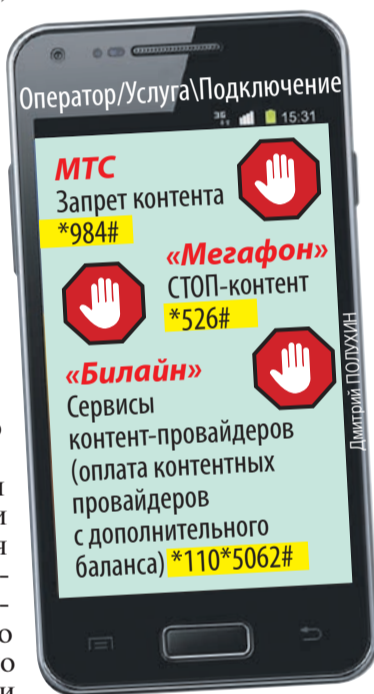 Оператор/Услуга\Подключение
3G 15:31
МТС
Запрет контента
*984#
«Мегафон»
СТОП-контент
*526#
«Билайн»
Сервисы
контент-провайдеров
(оплата контентных
провайдеров
с дополнительного
баланса) *110*5062#
Дмитрий ПОЛУХИН